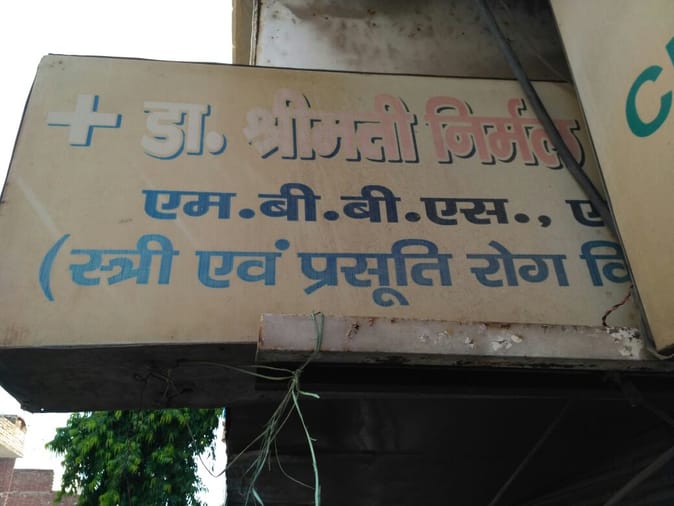 + डा. श्रीमती निर्मल
एम.बी.बी.एस., ए
(स्त्री एवं प्रसूति रोग वि